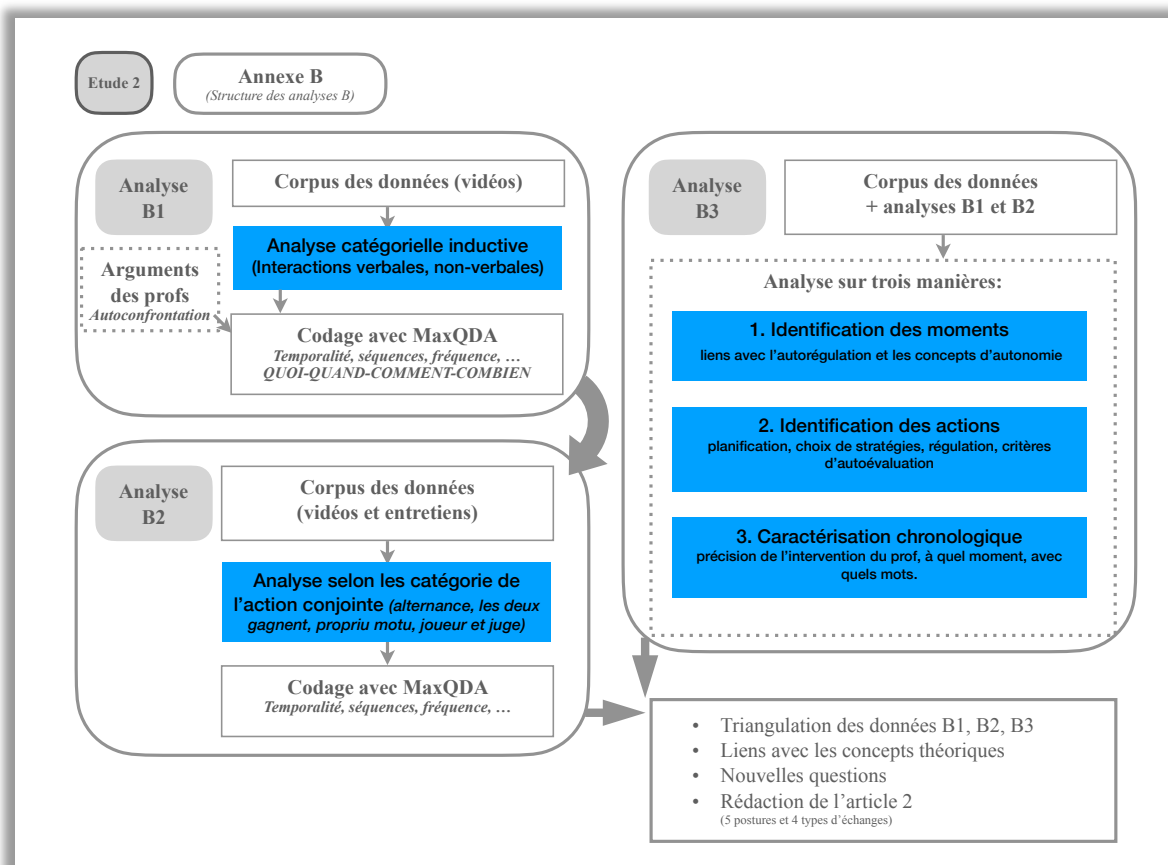 Etude 2
Annexe B
(Structure des analyses B)
Analyse
B1
Corpus des données (vidéos)
Analyse catégorielle inductive
(Interactions verbales, non-verbales)
Arguments
des profs
Autoconfrontation
Codage avec MaxQDA
Temporalité, séquences, fréquence, …
QUOI-QUAND-COMMENT-COMBIEN
Analyse
B2
Corpus des données
(vidéos et entretiens)
Analyse selon les catégorie de
l’action conjointe (alternance, les deux
gagnent, propriu motu, joueur et juge)
Codage avec MaxQDA
Temporalité, séquences, fréquence, …
Analyse
B3
Corpus des données
+ analyses B1 et B2
Analyse sur trois manières:
1. Identification des moments
liens avec l’autorégulation et les concepts d’autonomie
2. Identification des actions
planification, choix de stratégies, régulation, critères
d’autoévaluation
3. Caractérisation chronologique
précision de l’intervention du prof, à quel moment, avec
quels mots.
• Triangulation des données B1, B2, B3
• Liens avec les concepts théoriques
• Nouvelles questions
• Rédaction de l’article 2
(5 postures et 4 types d’échanges)